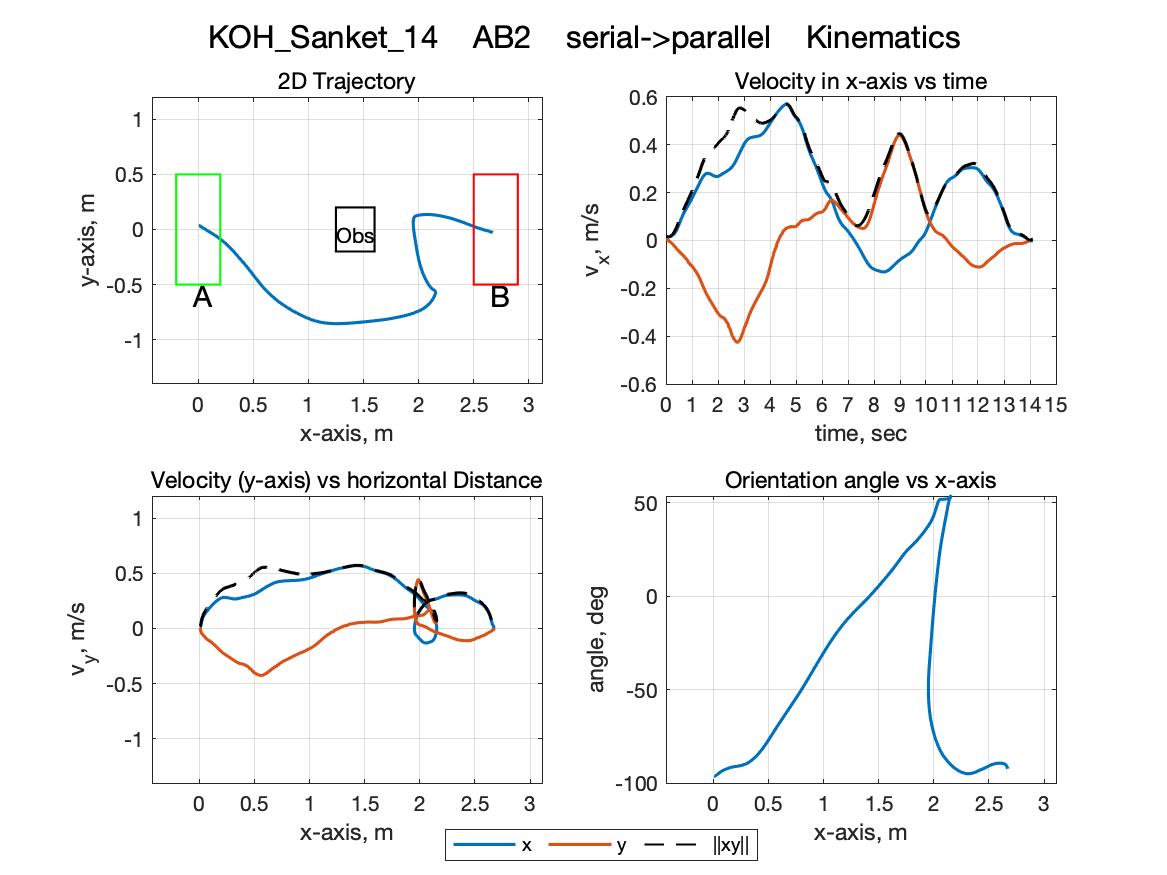 KOH_Sanket_14 AB2 serial->parallel Kinematics
2D Trajectory
1
0.5
0
-0.5
-1
y-axis, m
Obs
A
B
0 0.5 1 1.5 2 2.5 3
x-axis, m
Velocity in x-axis vs time
0.6
0.4
0.2
0
-0.2
-0.4
-0.6
vx, m/s
0 1 2 3 4 5 6 7 8 9 10 11 12 13 14 15
time, sec
Velocity (y-axis) vs horizontal Distance
1
0.5
0
-0.5
-1
vy, m/s
0 0.5 1 1.5 2 2.5 3
x-axis, m
Orientation angle vs x-axis
50
0
-50
-100
angle, deg
0 0.5 1 1.5 2 2.5 3
x-axis, m
x y ||xy||